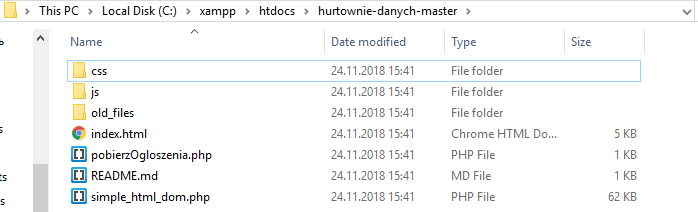 This PC > Local Disk (C:) > xampp > htdocs > hurtownie-danych-master >
Name Date modified Type Size
css 24.11.2018 15:41 File folder
js 24.11.2018 15:41 File folder
old_files 24.11.2018 15:41 File folder
index.html 24.11.2018 15:41 Chrome HTML Do... 5 KB
pobierzOgloszenia.php 24.11.2018 15:41 PHP File 2 KB
README.md 24.11.2018 15:41 MD File 1 KB
simple_html_dom.php 24.11.2018 15:41 PHP File 62 KB